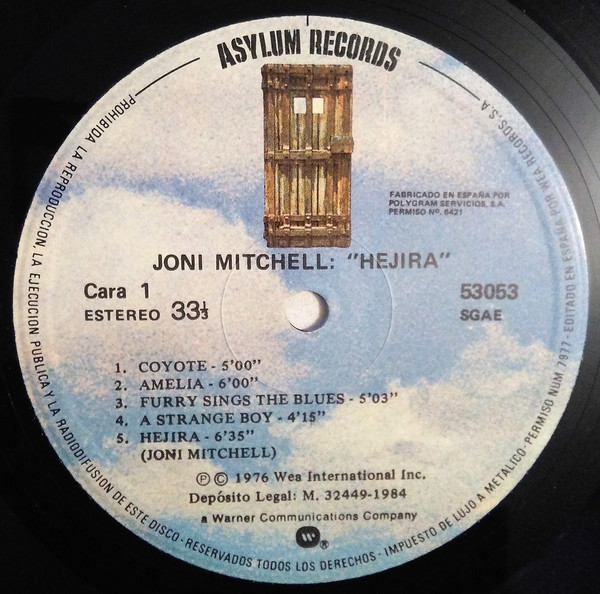 ASYLUM RECORDS
FABRICADO EN ESPAÑA POR
POLYGRAM SERVICIOS, S.A.
PERMISO Nº. 6421
JONI MITCHELL: "HEJIRA"
Cara 1
ESTEREO 33⅓
53053
SGAE
1. COYOTE - 5'00"
2. AMELIA - 6'00"
3. FURRY SINGS THE BLUES - 5'03"
4. A STRANGE BOY - 4'15"
5. HEJIRA - 6'35"
(JONI MITCHELL)
Ⓟ © 1976 Wea International Inc.
Depósito Legal: M. 32449-1984
a Warner Communications Company
W ®
PROHIBIDA LA REPRODUCCION, LA EJECUCION PUBLICA Y LA RADIODIFUSION DE ESTE DISCO - RESERVADOS TODOS LOS DERECHOS - IMPUESTO DE LUJO A METALICO - PERMISO NUM 7977 - EDITADO EN ESPAÑA POR WEA RECORDS, S.A.